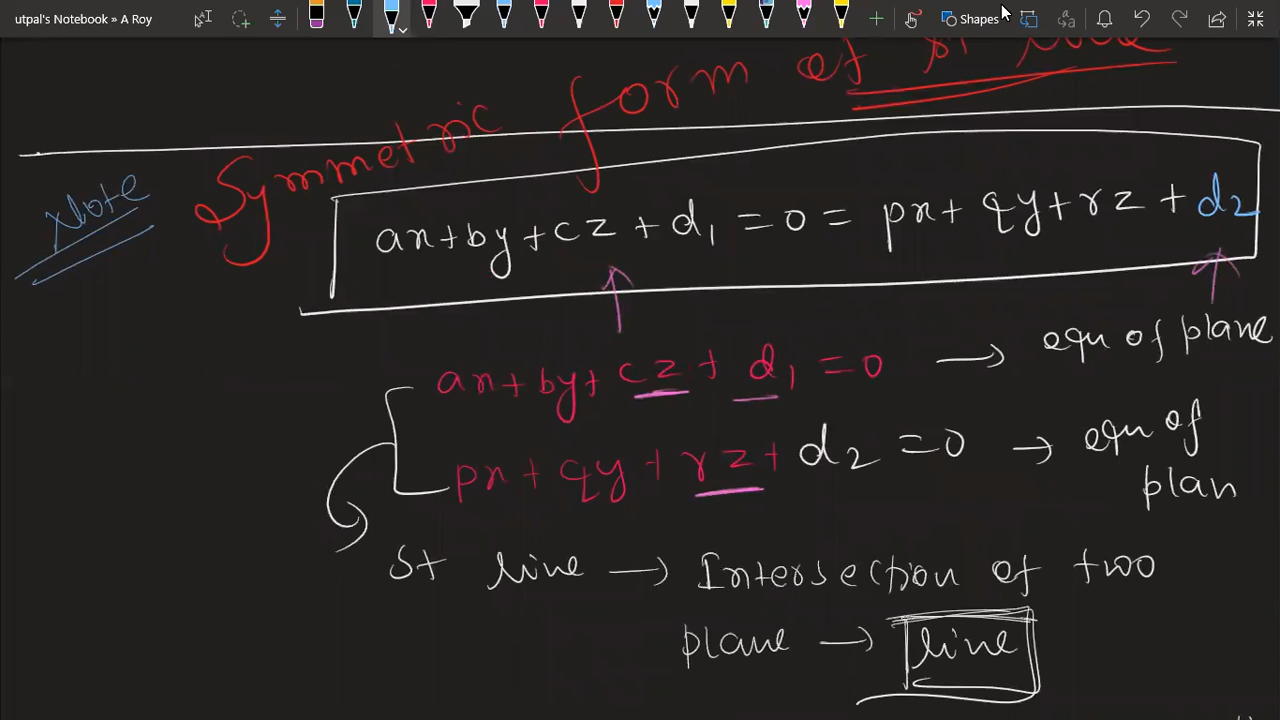 utpal's Notebook » A Roy
Shapes
Symmetric form of st line
Note
ax+by+cz+d₁=0=px+qy+rz+d₂
ax+by+cz+d₁=0 → equ of plane
px+qy+rz+d₂=0 → equ of
plan
st line → Intersection of two
plane → line